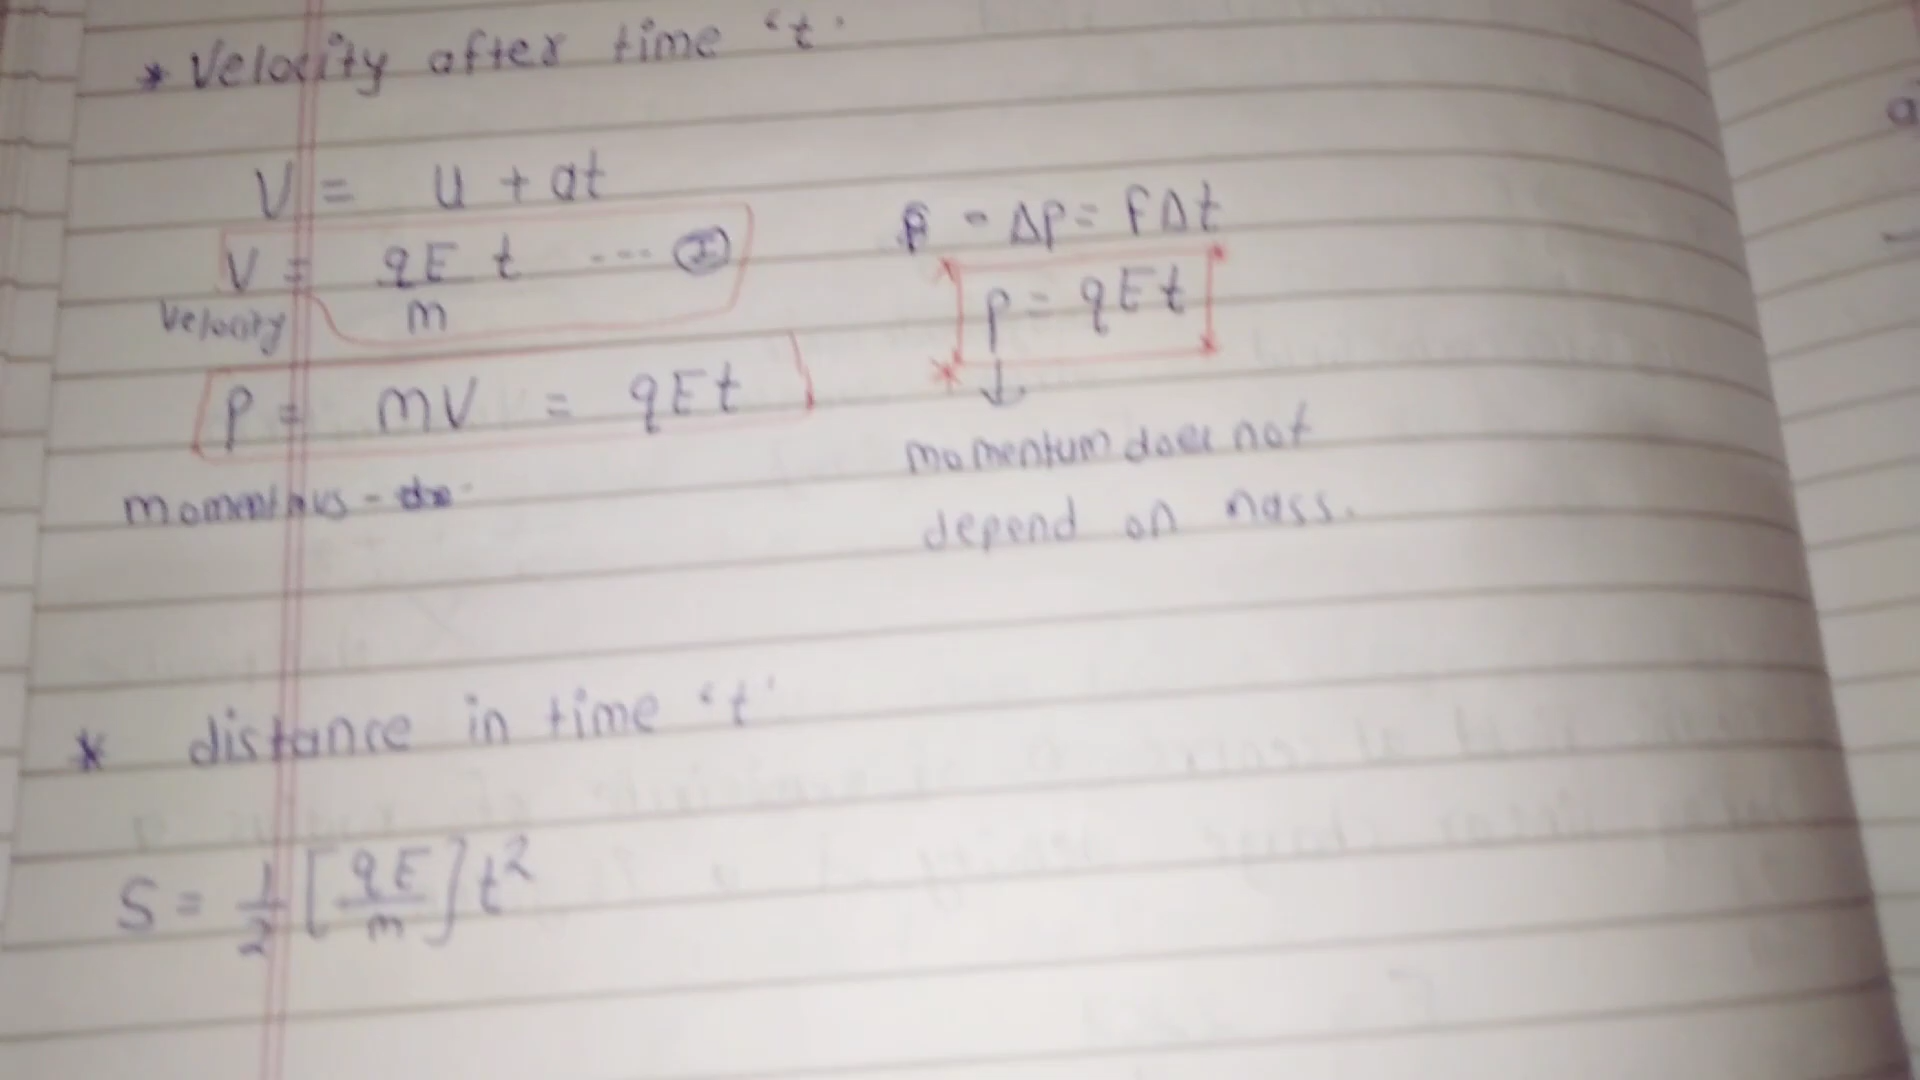 * Velocity after time 't'
V = u + at
V = qE/m t ---- (I)
velocity
P = mV = qEt
- Δp = FΔt
p = qEt
↓
momentum does not
depend on mass.
* distance in time 't'
S = 1/2 [qE/m] t²